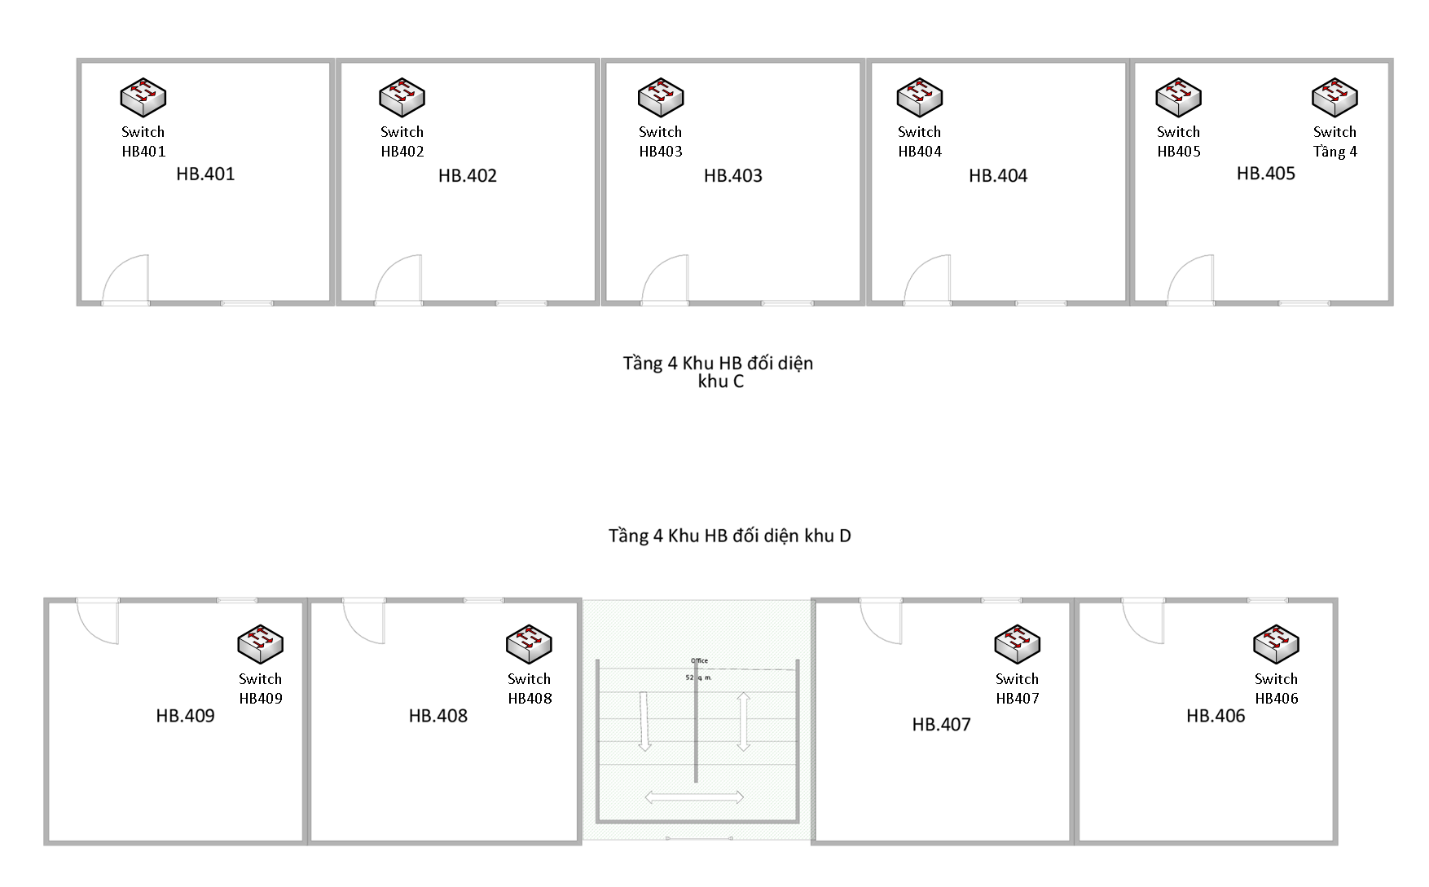 Switch
HB401
HB.401
Switch
HB402
HB.402
Switch
HB403
HB.403
Switch
HB404
HB.404
Switch
HB405
Switch
Tầng 4
HB.405
Tầng 4 Khu HB đối diện
khu C
Tầng 4 Khu HB đối diện khu D
Switch
HB409
HB.409
Switch
HB408
HB.408
Office
52 q. m.
Switch
HB407
HB.407
Switch
HB406
HB.406